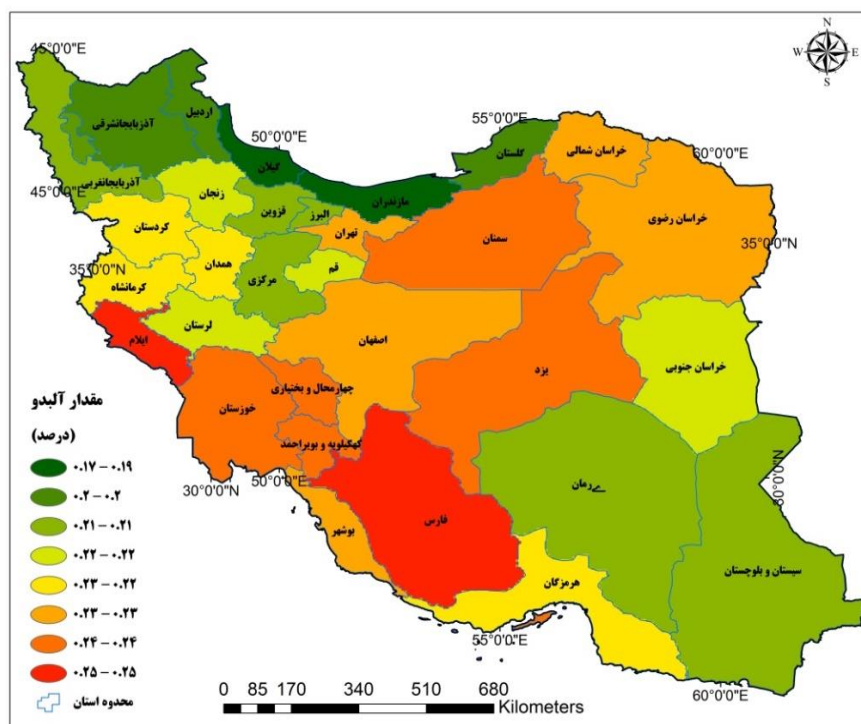 N
W E
S
45°0'0"E
55°0'0"E
50°0'0"E
60°0'0"E
اردبیل
آذربایجانشرقی
گیلان
گلستان
خراسان شمالی
آذربایجانغربی
45°0'0"E
زنجان
مازندران
قزوین
البرز
خراسان رضوی
کردستان
تهران
سمنان
35°0'0"N
همدان
قم
35°0'0"N
مرکزی
کرمانشاه
لرستان
ایلام
اصفهان
یزد
خراسان جنوبی
چهارمحال و بختیاری
خوزستان
کهگیلویه و بویراحمد
30°0'0"N
50°0'0"E
30°0'0"N
ےرمان
فارس
بوشهر
سیستان و بلوچستان
هرمزگان
55°0'0"E
60°0'0"E
مقدار آلبدو
(درصد)
۰.۱۷ – ۰.۱۹
۰.۲ – ۰.۲
۰.۲۱ – ۰.۲۱
۰.۲۲ – ۰.۲۲
۰.۲۳ – ۰.۲۲
۰.۲۳ – ۰.۲۳
۰.۲۴ – ۰.۲۴
۰.۲۵ – ۰.۲۵
محدوه استان
0 85 170 340 510 680
Kilometers